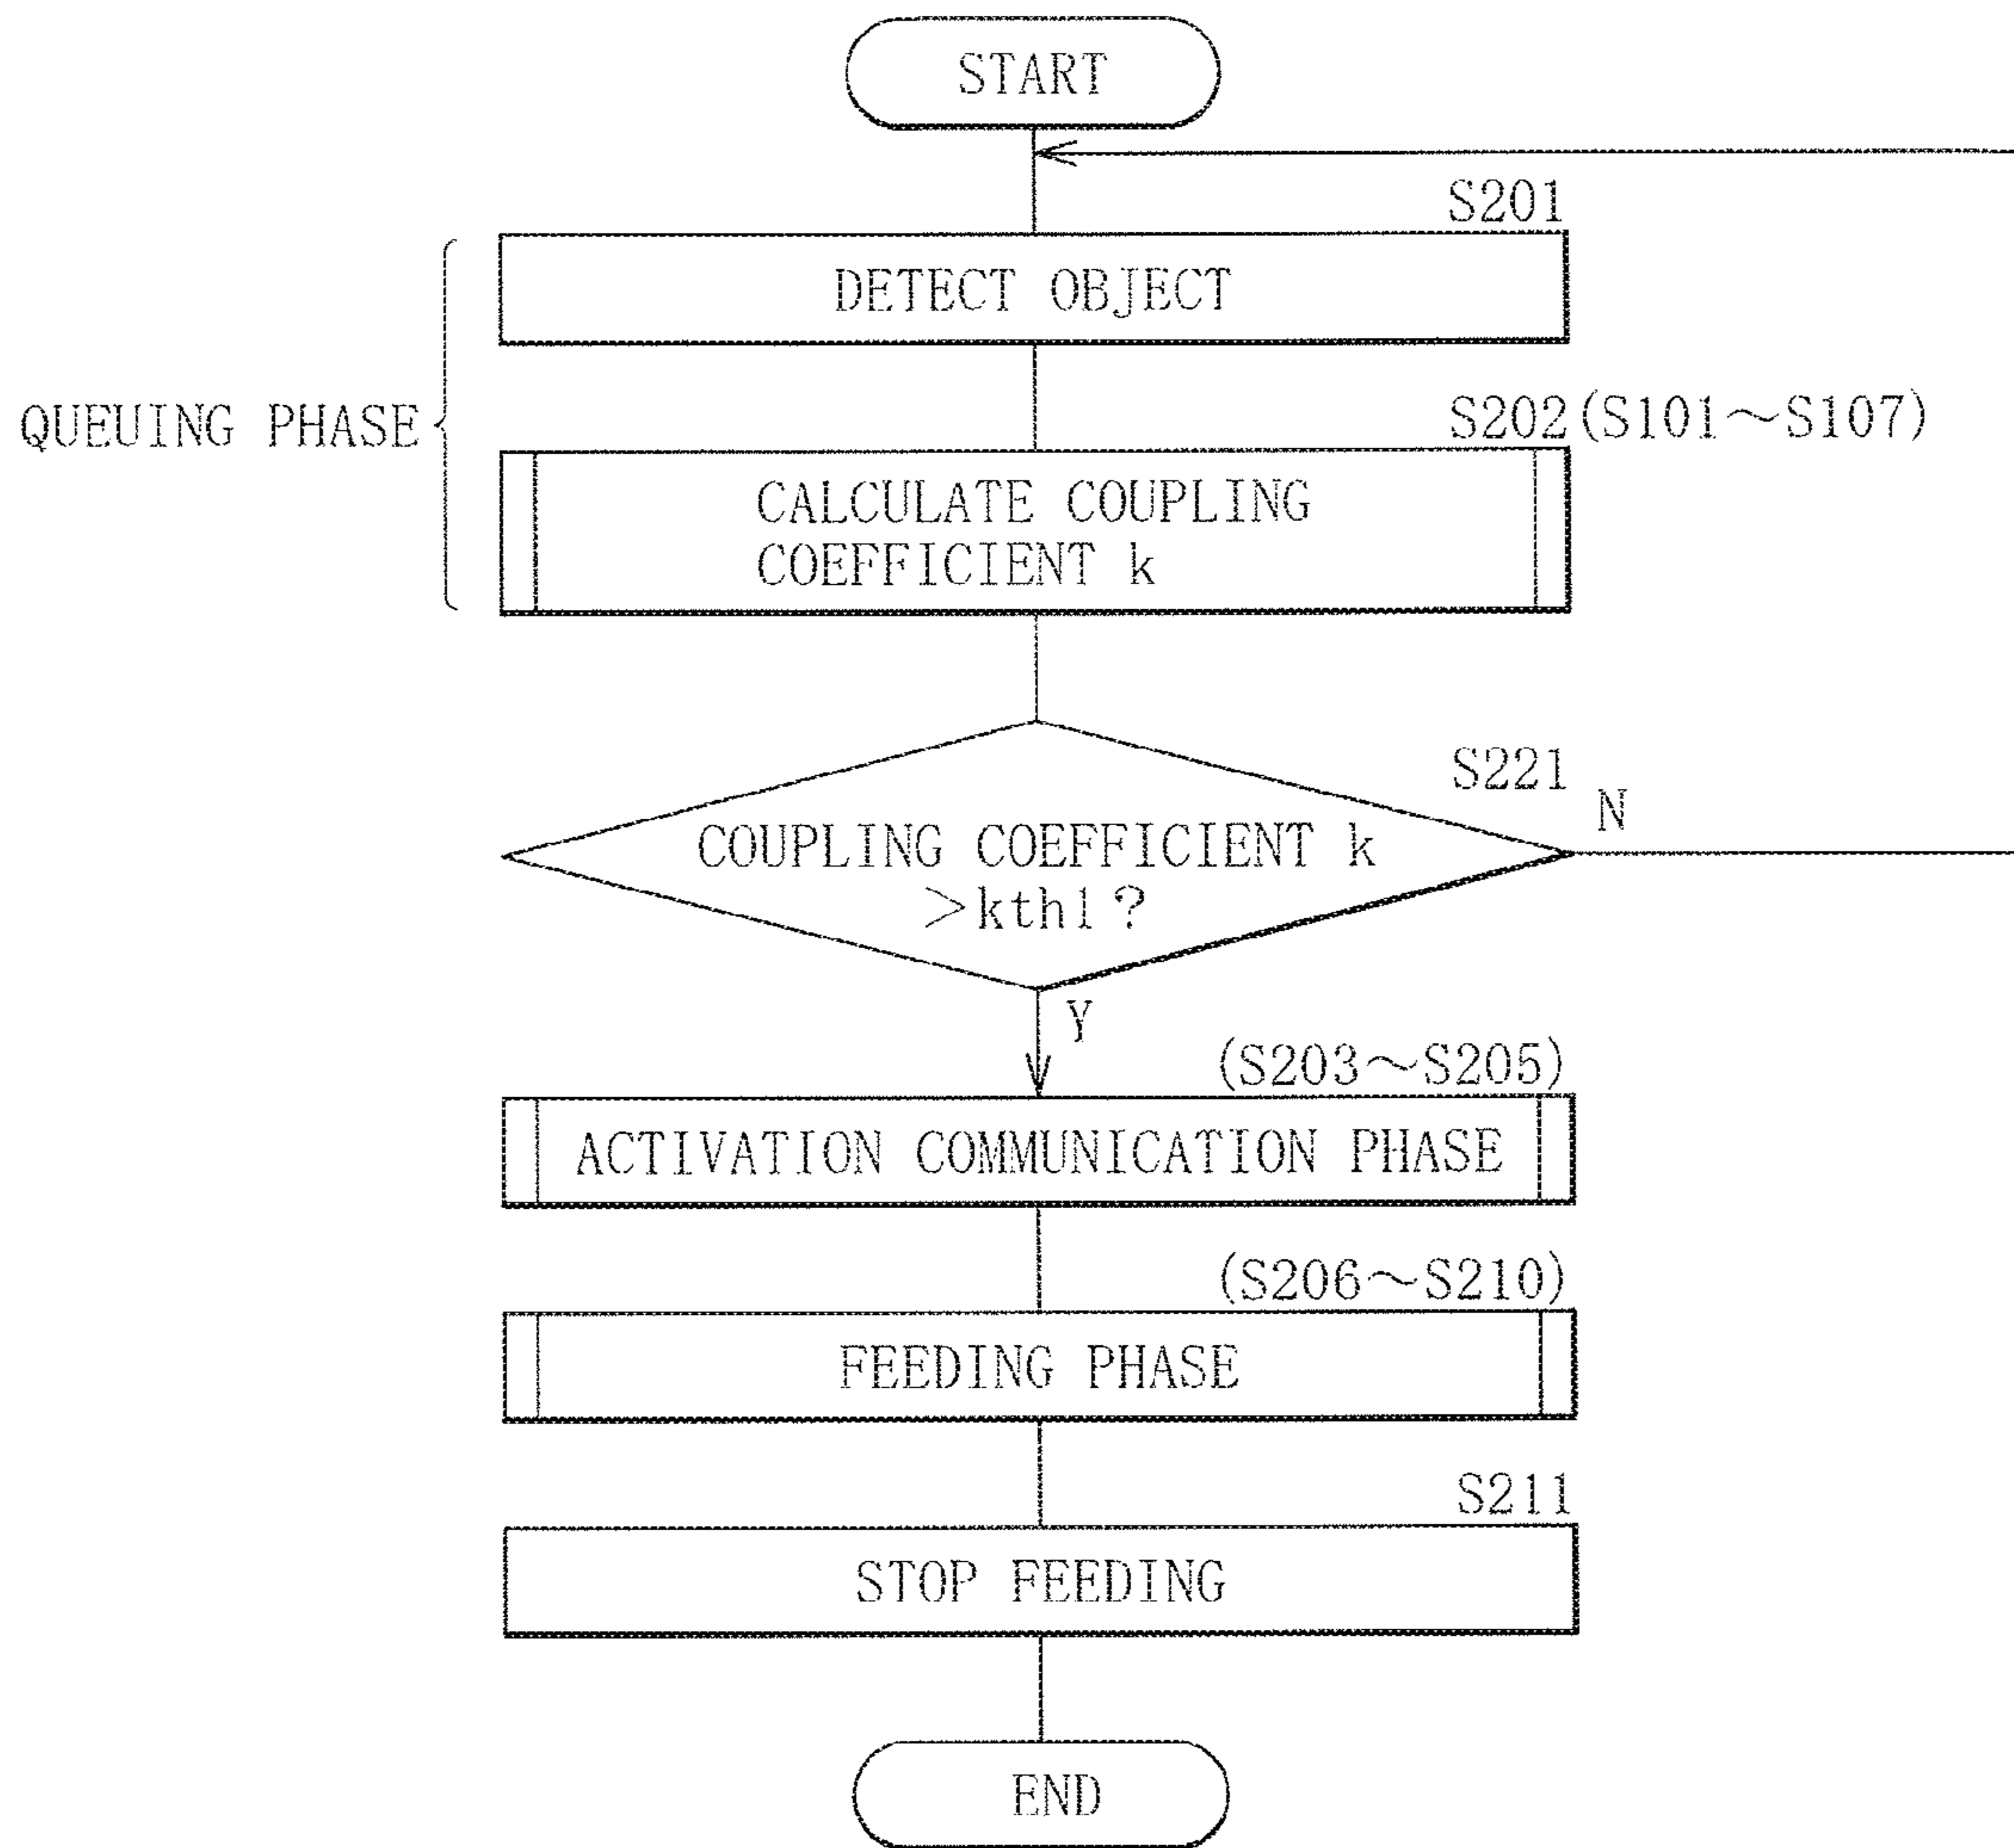 START
S201
DETECT OBJECT
QUEUING PHASE
S202(S101～S107)
CALCULATE COUPLING
COEFFICIENT k
S221
N
COUPLING COEFFICIENT k
>kth1?
Y
(S203～S205)
ACTIVATION COMMUNICATION PHASE
(S206～S210)
FEEDING PHASE
S211
STOP FEEDING
END